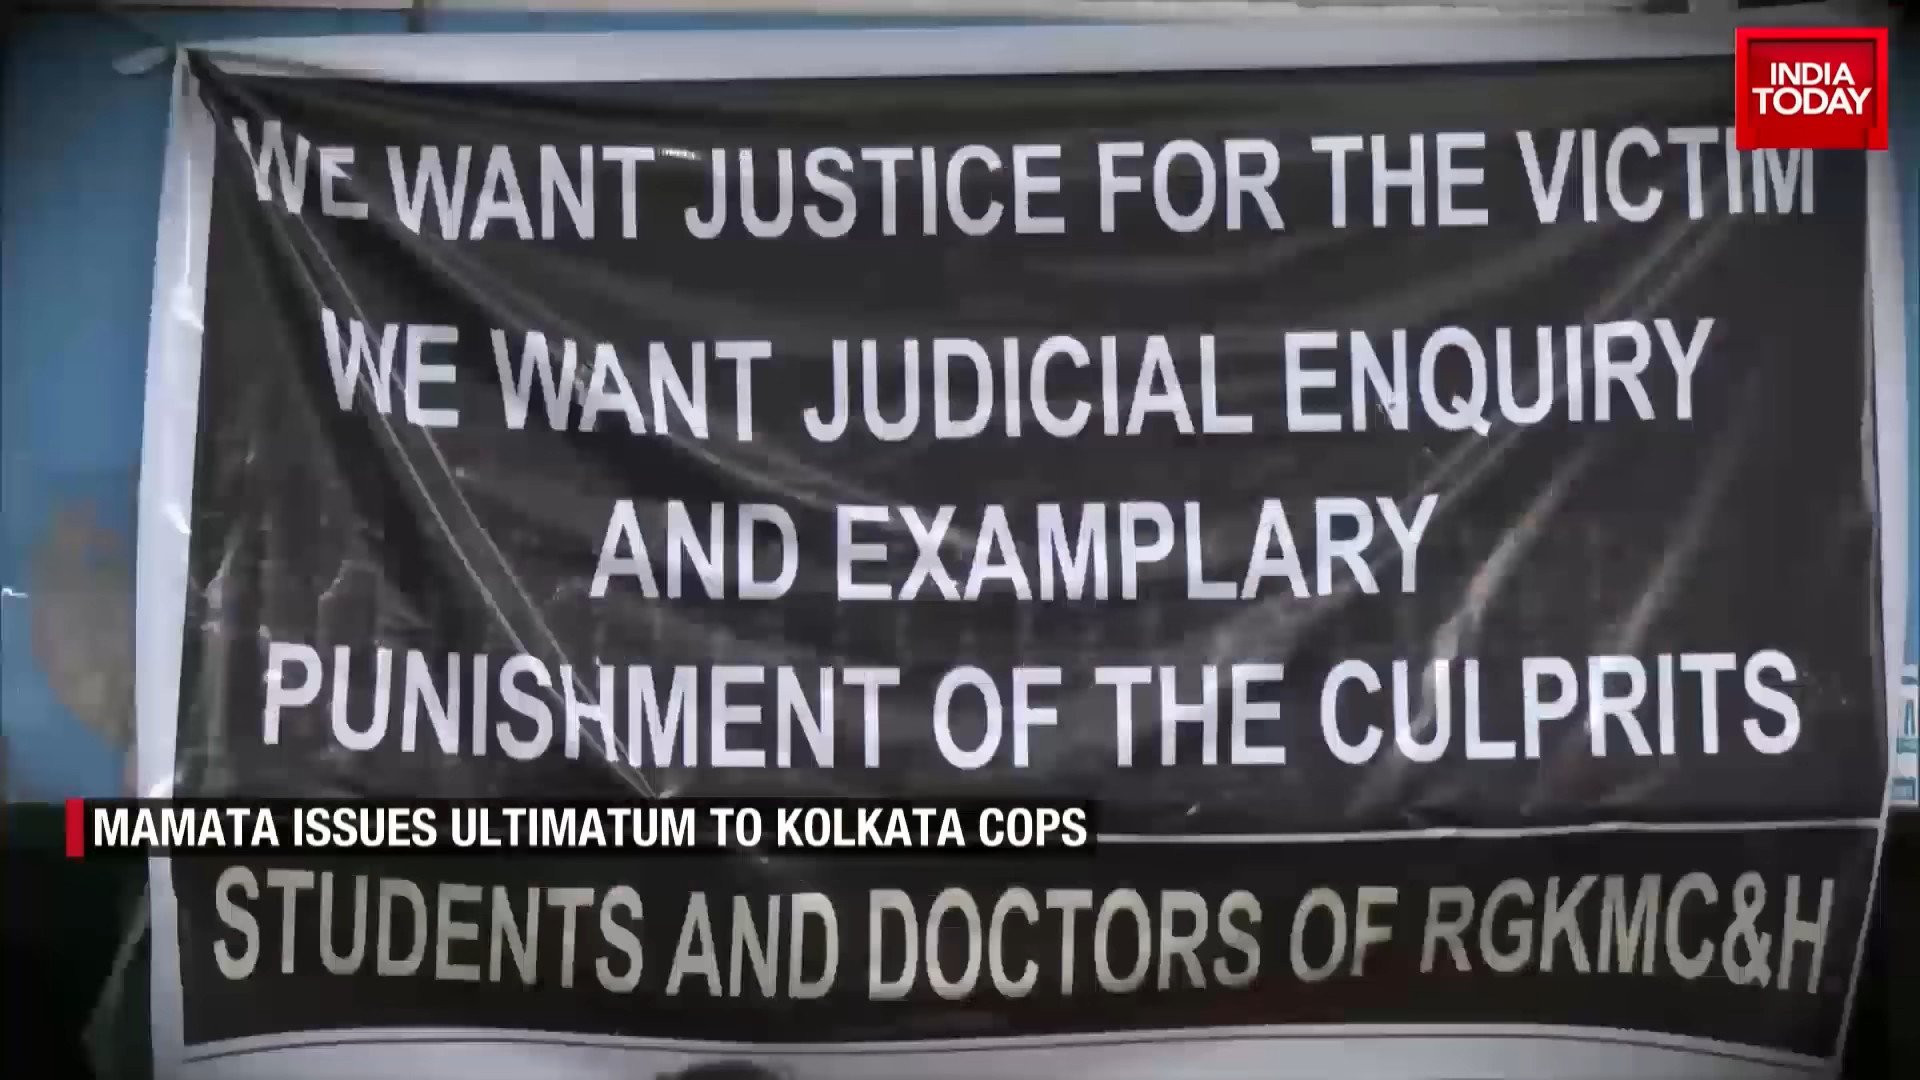 INDIA
TODAY
WE WANT JUSTICE FOR THE VICTIM
WE WANT JUDICIAL ENQUIRY
AND EXAMPLARY
PUNISHMENT OF THE CULPRITS
MAMATA ISSUES ULTIMATUM TO KOLKATA COPS
STUDENTS AND DOCTORS OF RGKMC&H